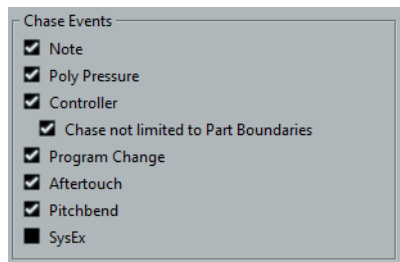 Chase Events
Note
Poly Pressure
Controller
Chase not limited to Part Boundaries
Program Change
Aftertouch
Pitchbend
SysEx